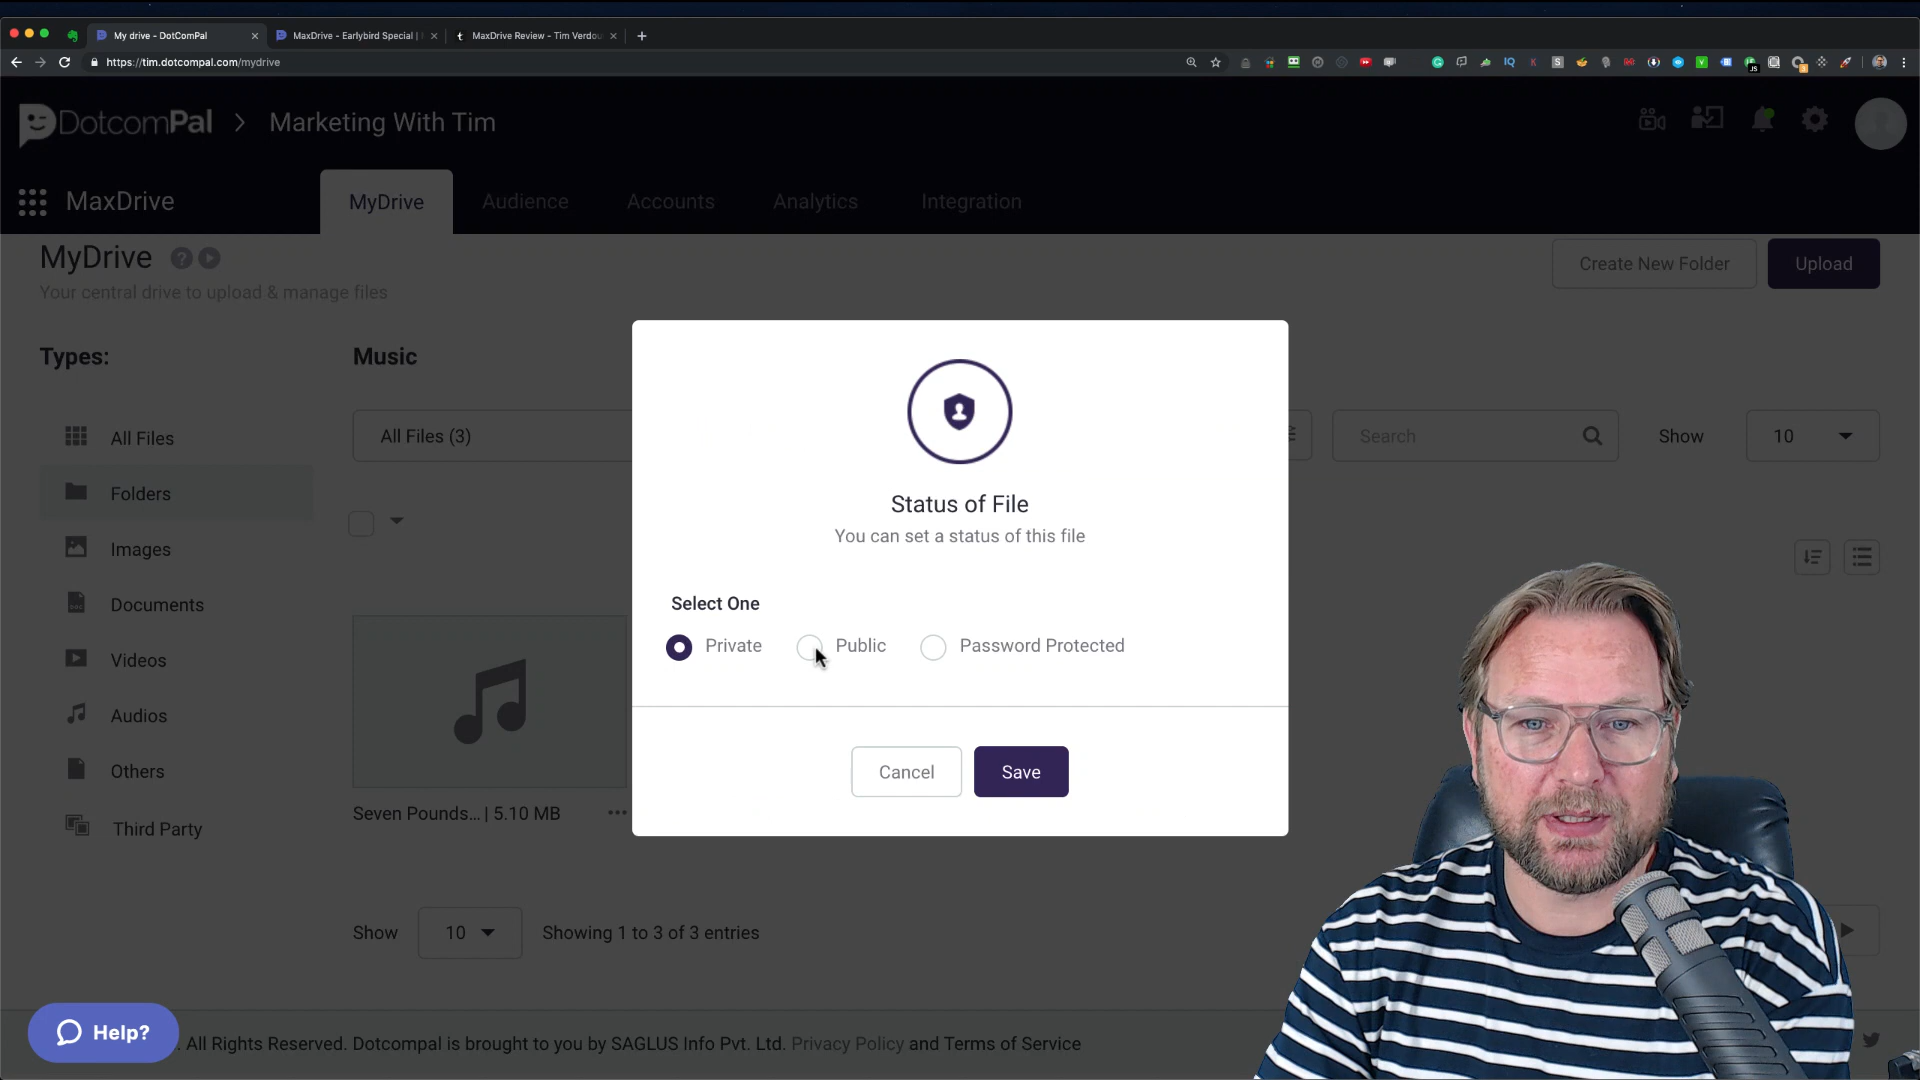 My drive - DotComPal
MaxDrive - Earlybird Special |
MaxDrive Review - Tim Verdou
https://tim.dotcompal.com/mydrive
DotcomPal > Marketing With Tim
MaxDrive
MyDrive
Audience
Accounts
Analytics
Integration
MyDrive
Your central drive to upload & manage files
Create New Folder
Upload
Types:
Music
All Files
Folders
Images
Documents
Videos
Audios
Others
Third Party
All Files (3)
Search
Show
10
Status of File
You can set a status of this file
Select One
Private
Public
Password Protected
Cancel
Save
Seven Pounds... | 5.10 MB
Show
10
Showing 1 to 3 of 3 entries
Help?
. All Rights Reserved. Dotcompal is brought to you by SAGLUS Info Pvt. Ltd. Privacy Policy and Terms of Service